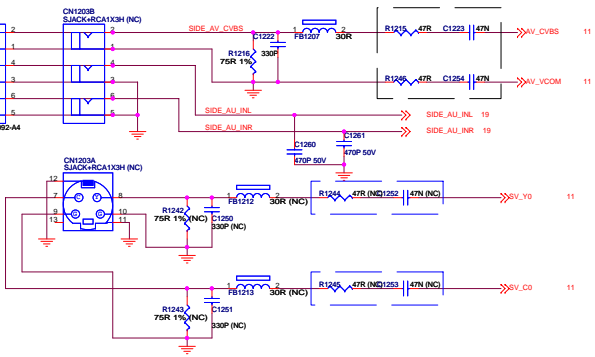 CN1203B
SJACK+RCA1X3H (NC)
2 2
1 1
4 4
3 3
6 6
5 5
092-A4
SIDE_AV_CVBS
C1222
330P
R1216
75R 1%
1 2
FB1207 30R
R1215 47R C1223 47N
AV_CVBS 11
R1246 47R C1254 47N
AV_VCOM 11
SIDE_AU_INL
SIDE_AU_INL 19
SIDE_AU_INR
SIDE_AU_INR 19
C1260
470P 50V
C1261
470P 50V
CN1203A
SJACK+RCA1X3H (NC)
12
7 8
9 10
13 11
C Y
G G
R1242
75R 1% (NC)
C1250
330P (NC)
1 2
FB1212 30R (NC)
R1244 47R (NC) C1252 47N (NC)
SV_Y0 11
R1243
75R 1% (NC)
C1251
330P (NC)
1 2
FB1213 30R (NC)
R1245 47R (NC) C1253 47N (NC)
SV_C0 11